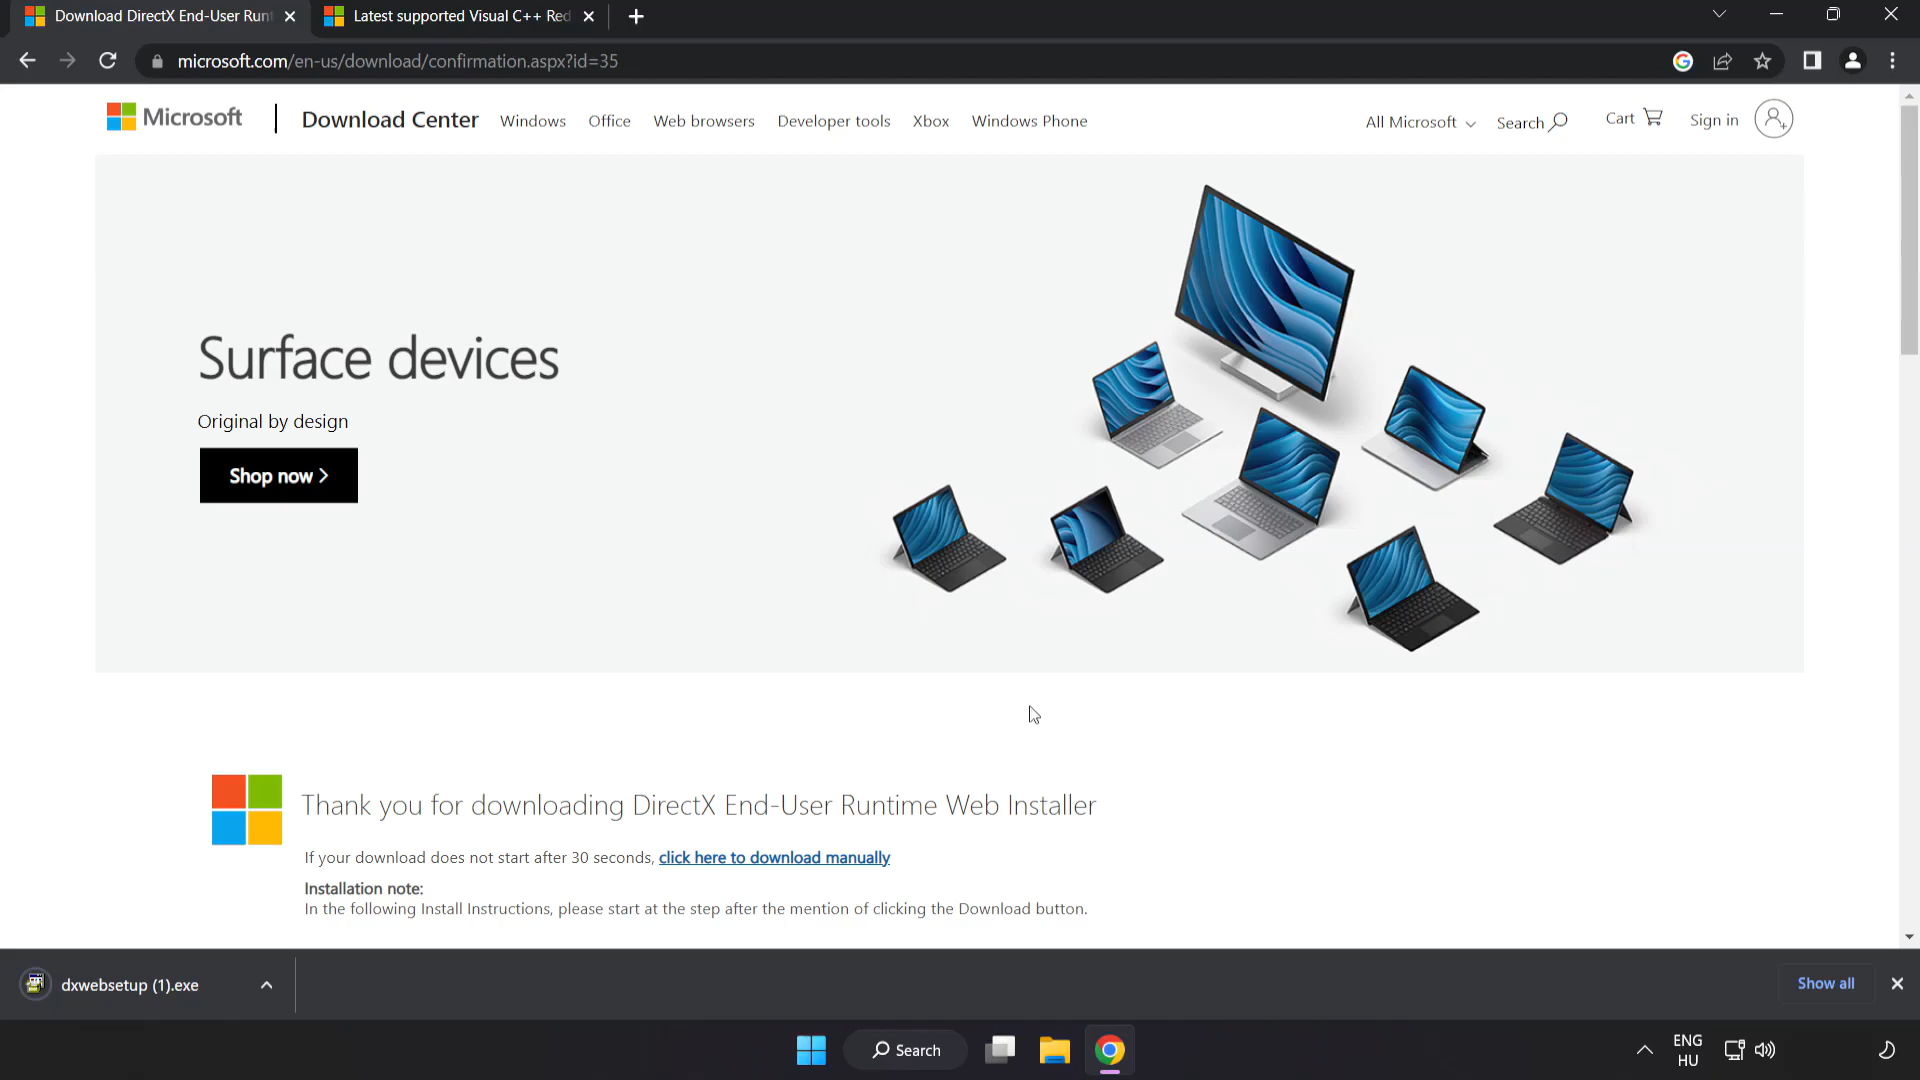 Download DirectX End-User Runt
Latest supported Visual C++ Red
microsoft.com/en-us/download/confirmation.aspx?id=35
Microsoft
Download Center
Windows
Office
Web browsers
Developer tools
Xbox
Windows Phone
All Microsoft
Search
Cart
Sign in
Surface devices
Original by design
Shop now
Thank you for downloading DirectX End-User Runtime Web Installer
If your download does not start after 30 seconds, click here to download manually
Installation note:
In the following Install Instructions, please start at the step after the mention of clicking the Download button.
dxwebsetup (1).exe
Show all
Search
ENG
HU